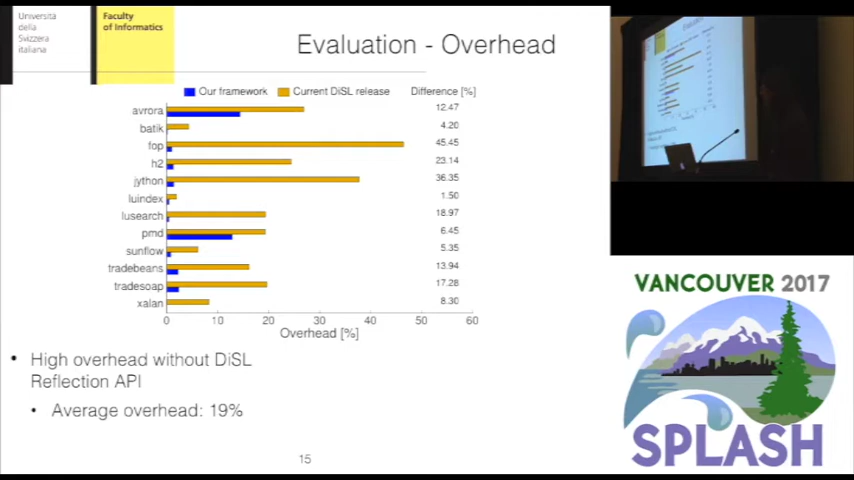 Università
della
Svizzera
italiana
Faculty
of Informatics
Evaluation - Overhead
Our framework
Current DiSL release
Difference [%]
avrora 12.47
batik 4.20
fop 45.45
h2 23.14
jython 36.35
luindex 1.50
lusearch 18.97
pmd 6.45
sunflow 5.35
tradebeans 13.94
tradesoap 17.28
xalan 8.30
0 10 20 30 40 50 60
Overhead [%]
• High overhead without DiSL
Reflection API
• Average overhead: 19%
15
VANCOUVER 2017
SPLASH